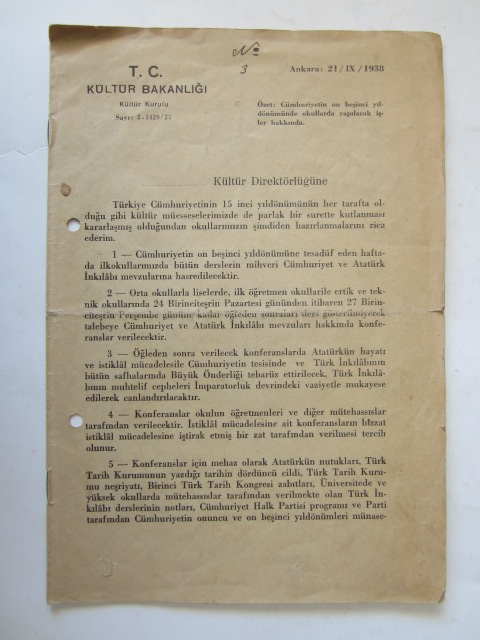 №
3
T. C.
KÜLTÜR BAKANLIĞI
Kültür Kurulu
Sayı: 2-1429/25
Ankara: 21/IX/1938
Özet: Cümhuriyetin on beşinci yıl-
dönümünde okullarda yapılacak iş-
ler hakkında.
Kültür Direktörlüğüne
Türkiye Cümhuriyetinin 15 inci yıldönümünün her tarafta ol-
duğu gibi kültür müesseselerimizde de parlak bir surette kutlanması
kararlaşmış olduğundan okullarımızın şimdiden hazırlanmalarını rica
ederim.
1 — Cümhuriyetin on beşinci yıldönümüne tesadüf eden hafta-
da ilkokullarımızda bütün derslerin mihveri Cümhuriyet ve Atatürk
İnkılâbı mevzularına hasredilecektir.
2 — Orta okullarla liselerde, ilk öğretmen okullarile ertik ve tek-
nik okullarında 24 Birinciteşrin Pazartesi gününden itibaren 27 Birin-
citeşrin Perşembe gününe kadar öğleden sonraları ders gösterilmiyerek
talebeye Cümhuriyet ve Atatürk İnkılâbı mevzuları hakkında konfe-
ranslar verilecektir.
3 — Öğleden sonra verilecek konferanslarda Atatürkün hayatı
ve istiklâl mücadelesile Cümhuriyetin tesisinde ve Türk İnkılâbının
bütün safhalarında Büyük Önderliği tebarüz ettirilecek, Türk İnkılâ-
bının muhtelif cepheleri İmparatorluk devrindeki vaziyetle mukayese
edilerek canlandırılacaktır.
4 — Konferanslar okulun öğretmenleri ve diğer mütehassıslar
tarafından verilecektir. İstiklâl mücadelesine ait konferansların bizzat
istiklâl mücadelesine iştirak etmiş bir zat tarafından verilmesi tercih
olunur.
5 — Konferanslar için mehaz olarak Atatürkün nutukları, Türk
Tarih Kurumunun yazdığı tarihin dördüncü cildi, Türk Tarih Kuru-
mu neşriyatı, Birinci Türk Tarih Kongresi zabıtları, Üniversitede ve
yüksek okullarda mütehassıslar tarafından verilmekte olan Türk İn-
kılâbı derslerinin notları, Cümhuriyet Halk Partisi programı ve Parti
tarafından Cümhuriyetin onuncu ve on beşinci yıldönümleri münase-